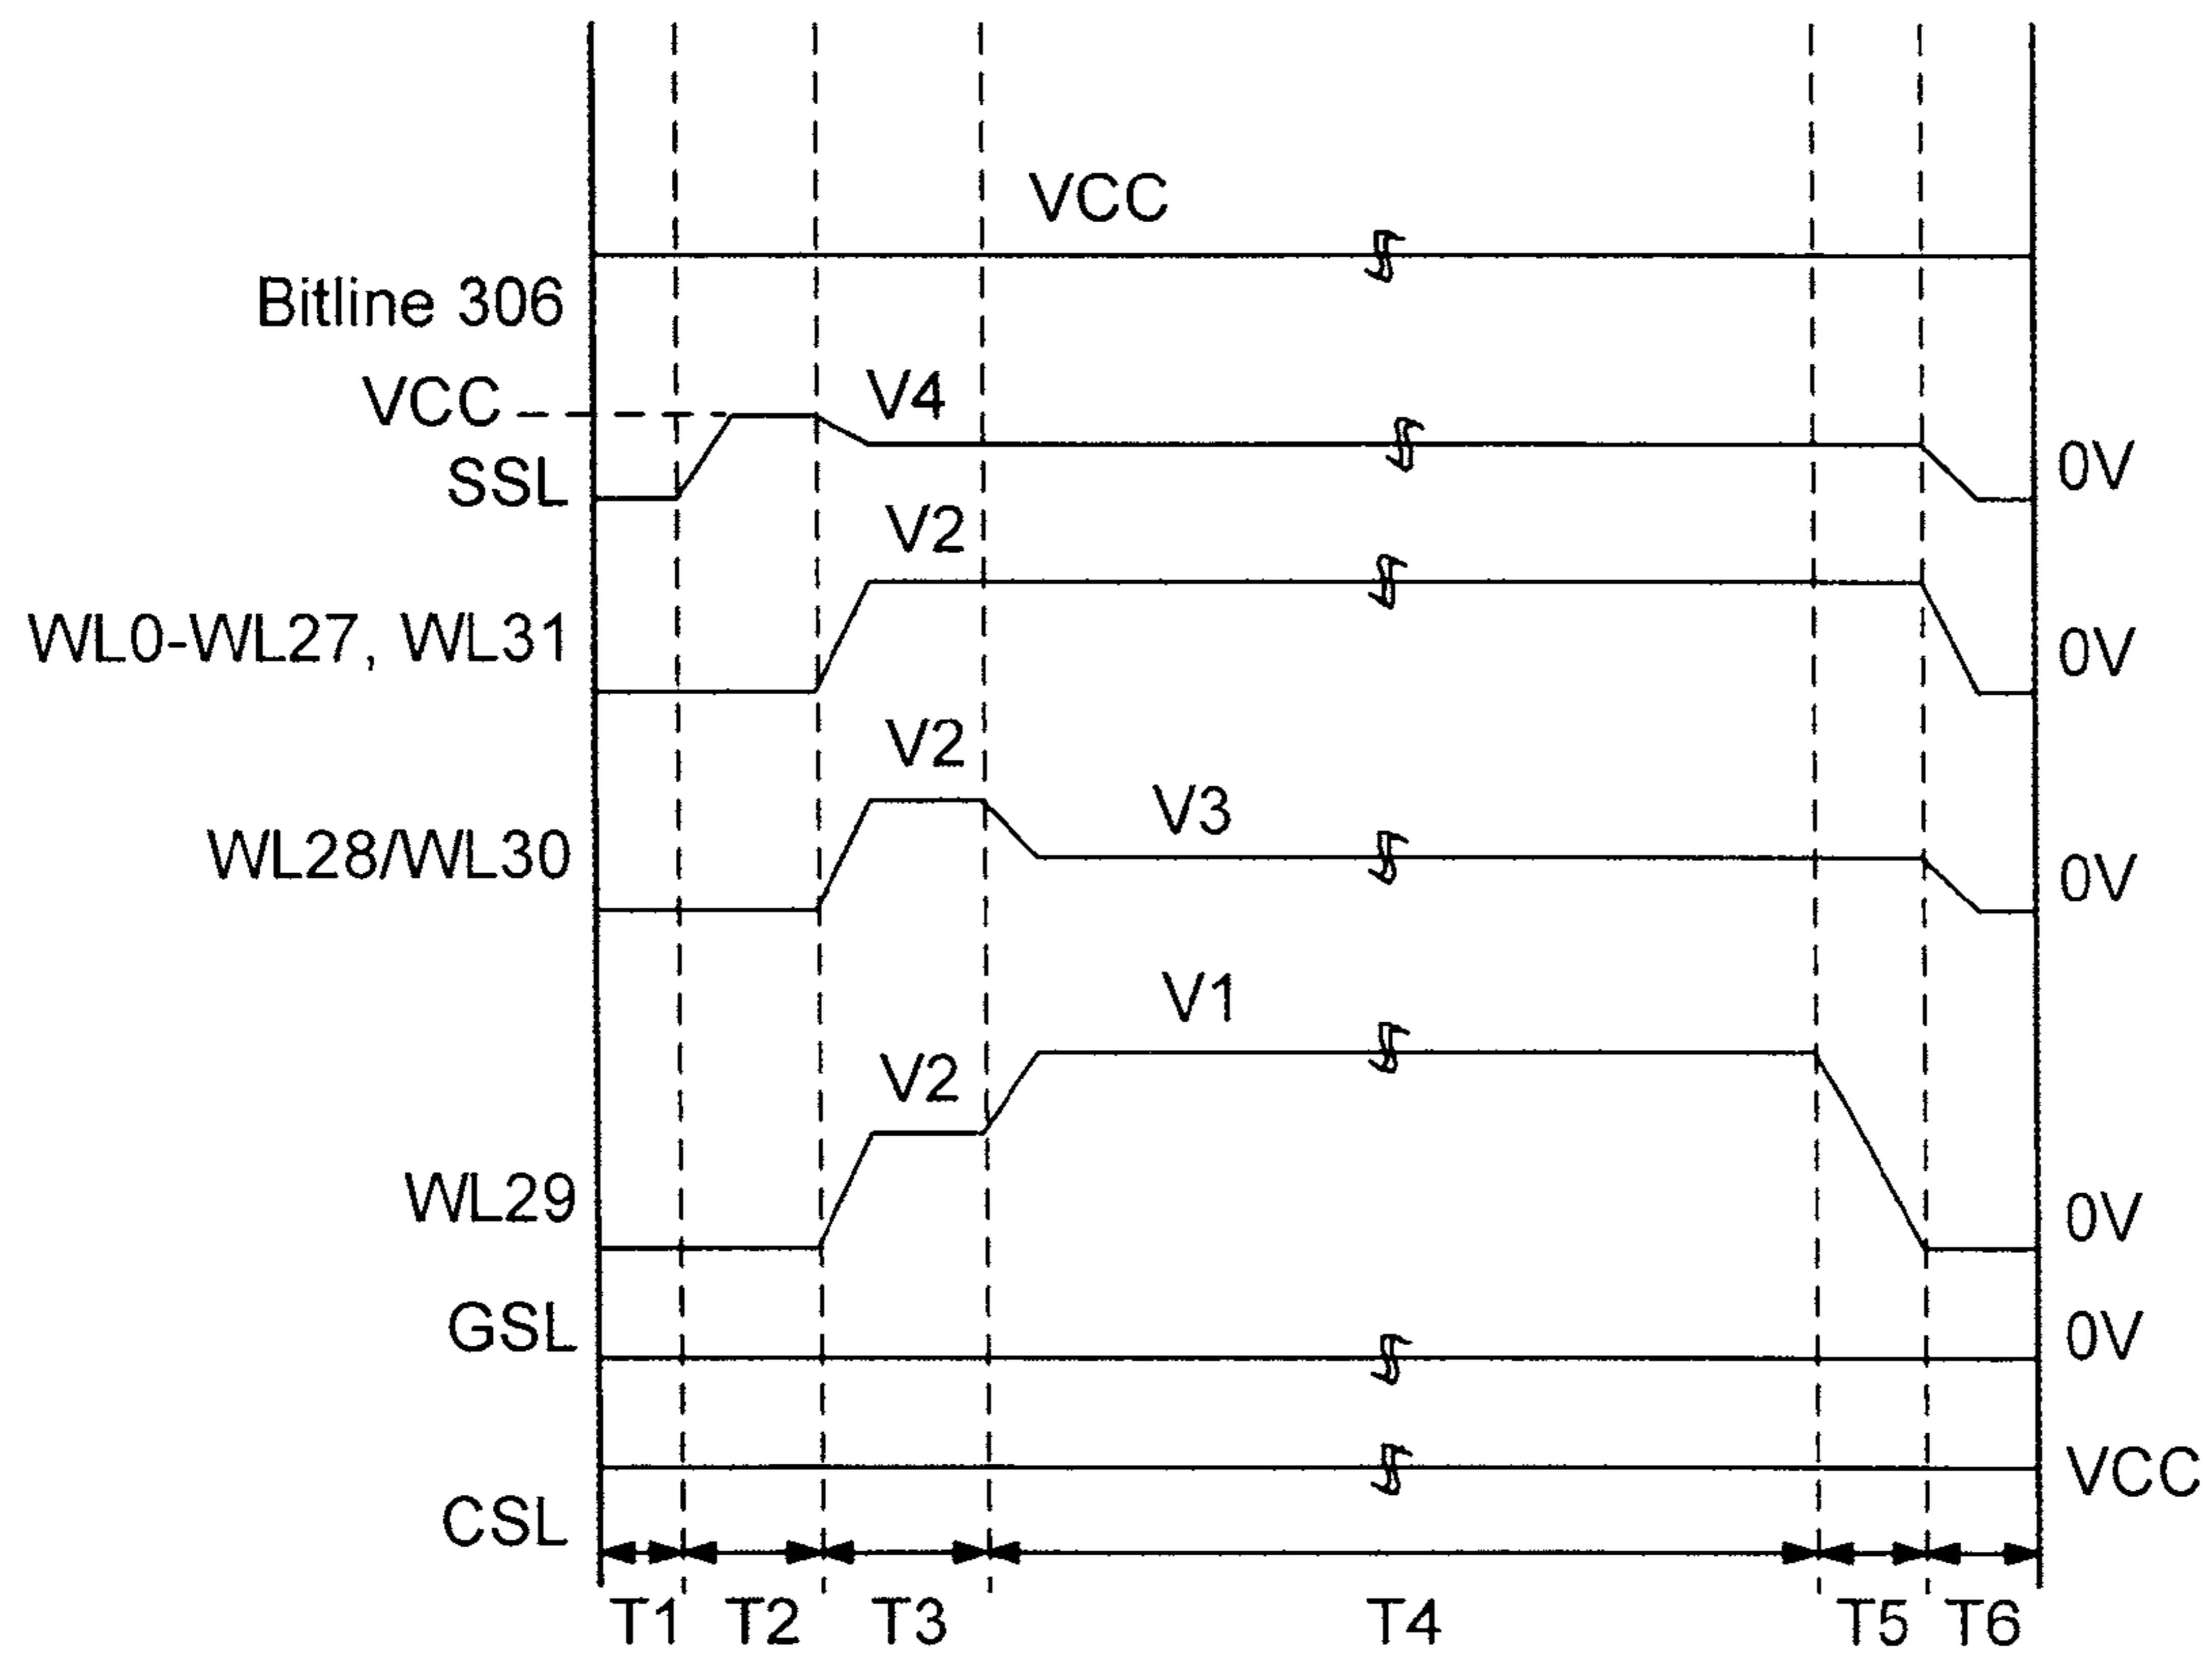 VCC
Bitline 306
VCC
V4
SSL
0V
V2
WL0-WL27, WL31
0V
V2
V3
WL28/WL30
0V
V1
V2
WL29
0V
GSL
0V
VCC
CSL
T1 T2 T3 T4 T5 T6